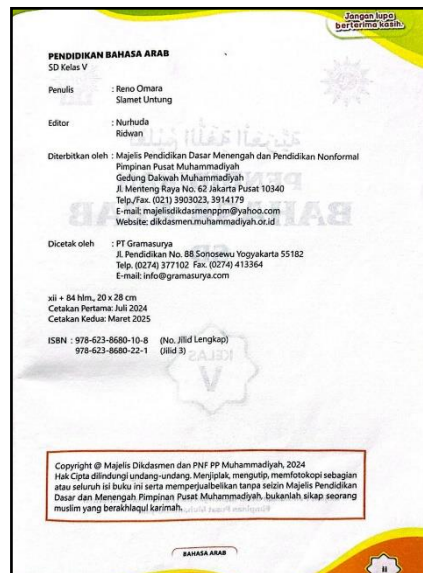 Jangan lupa
berterima kasih.
PENDIDIKAN BAHASA ARAB
SD Kelas V
Penulis : Reno Omara
Slamet Untung
Editor : Nurhuda
Ridwan
Diterbitkan oleh : Majelis Pendidikan Dasar Menengah dan Pendidikan Nonformal
Pimpinan Pusat Muhammadiyah
Gedung Dakwah Muhammadiyah
Jl. Menteng Raya No. 62 Jakarta Pusat 10340
Telp./Fax. (021) 3903023, 3914179
E-mail: majelisdikdasmenppm@yahoo.com
Website: dikdasmen.muhammadiyah.or.id
Dicetak oleh : PT Gramasurya
Jl. Pendidikan No. 88 Sonosewu Yogyakarta 55182
Telp. (0274) 377102 Fax. (0274) 413364
E-mail: info@gramasurya.com
xii + 84 hlm., 20 x 28 cm
Cetakan Pertama: Juli 2024
Cetakan Kedua: Maret 2025
ISBN : 978-623-8680-10-8 (No. Jilid Lengkap)
978-623-8680-22-1 (Jilid 3)
Copyright @ Majelis Dikdasmen dan PNF PP Muhammadiyah, 2024
Hak Cipta dilindungi undang-undang. Menjiplak, mengutip, memfotokopi sebagian
atau seluruh isi buku ini serta memperjualbelikan tanpa seizin Majelis Pendidikan
Dasar dan Menengah Pimpinan Pusat Muhammadiyah, bukanlah sikap seorang
muslim yang berakhlaqul karimah.
BAHASA ARAB
ii